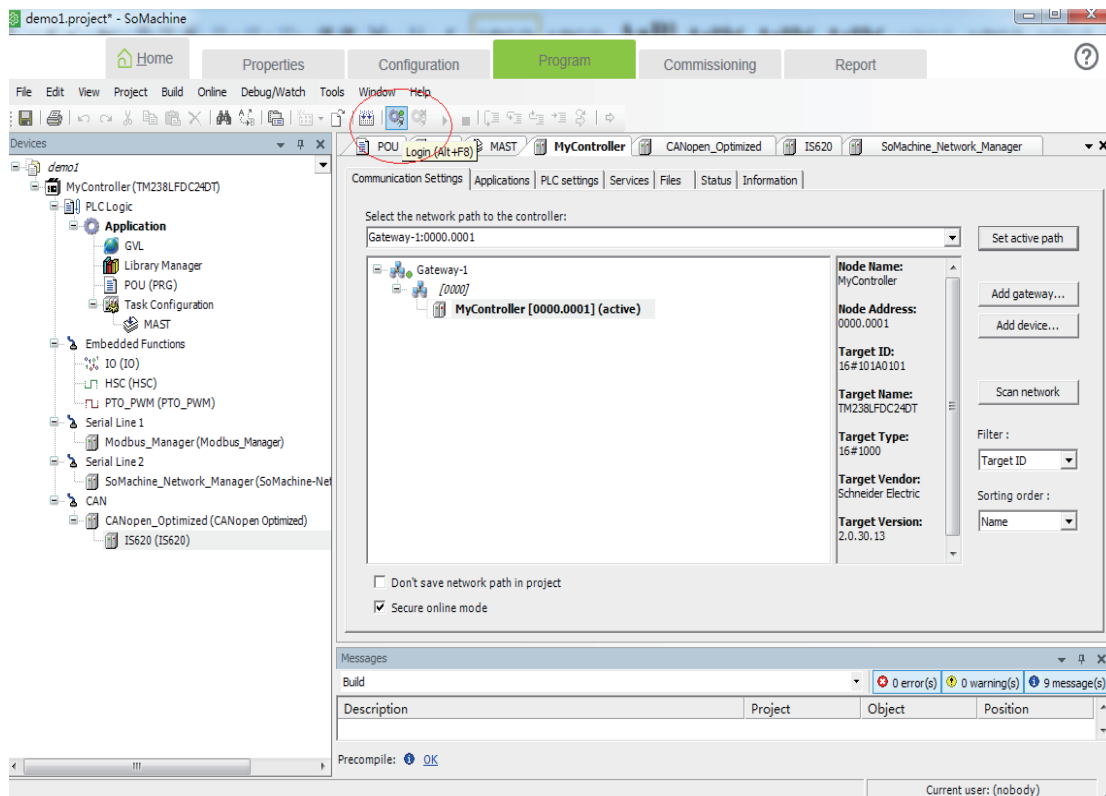 demo1.project* - SoMachine
Home Properties Configuration Program Commissioning Report
File Edit View Project Build Online Debug/Watch Tools Window Help
Devices
POU MAST MyController CANopen_Optimized IS620 SoMachine_Network_Manager
Login (Alt+F8)
demo1
MyController (TM238LFDC24DT)
PLC Logic
Application
GVL
Library Manager
POU (PRG)
Task Configuration
MAST
Embedded Functions
IO (IO)
HSC (HSC)
PTO_PWM (PTO_PWM)
Serial Line 1
Modbus_Manager (Modbus_Manager)
Serial Line 2
SoMachine_Network_Manager (SoMachine-Net
CAN
CANopen_Optimized (CANopen Optimized)
IS620 (IS620)
Communication Settings Applications PLC settings Services Files Status Information
Select the network path to the controller:
Gateway-1:0000.0001
Set active path
Gateway-1
[0000]
MyController [0000.0001] (active)
Node Name:
MyController
Node Address:
0000.0001
Target ID:
16#101A0101
Target Name:
TM238LFDC24DT
Target Type:
16#1000
Target Vendor:
Schneider Electric
Target Version:
2.0.30.13
Add gateway...
Add device...
Scan network
Filter :
Target ID
Sorting order :
Name
Don't save network path in project
Secure online mode
Messages
Build 0 error(s) 0 warning(s) 9 message(s)
Description Project Object Position
Precompile: OK
Current user: (nobody)